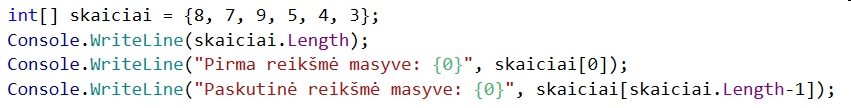 int[] skaiciai = {8, 7, 9, 5, 4, 3};
Console.WriteLine(skaiciai.Length);
Console.WriteLine("Pirma reikšmė masyve: {0}", skaiciai[0]);
Console.WriteLine("Paskutinė reikšmė masyve: {0}", skaiciai[skaiciai.Length-1]);